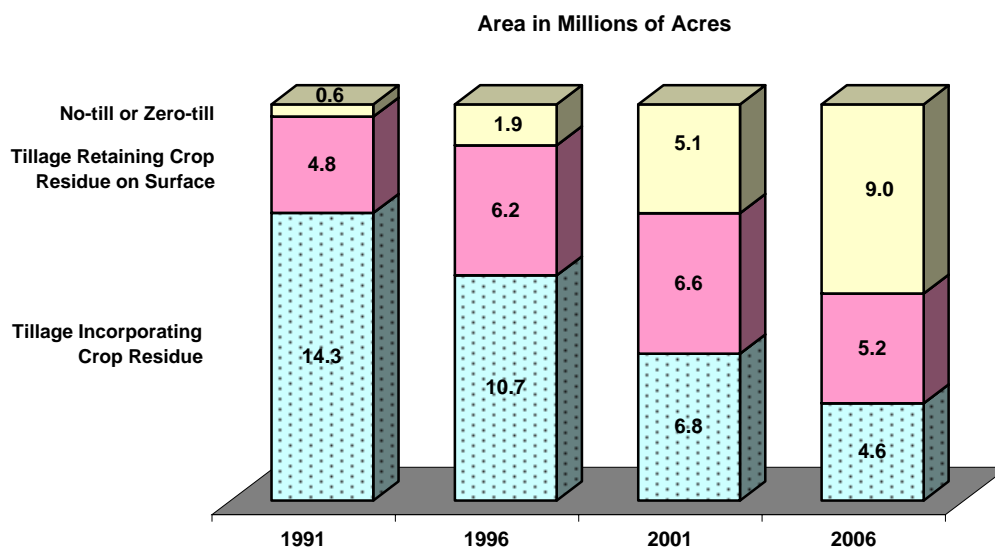 Area in Millions of Acres
No-till or Zero-till
Tillage Retaining Crop
Residue on Surface
Tillage Incorporating
Crop Residue
0.6
4.8
14.3
1.9
6.2
10.7
5.1
6.6
6.8
9.0
5.2
4.6
1991
1996
2001
2006